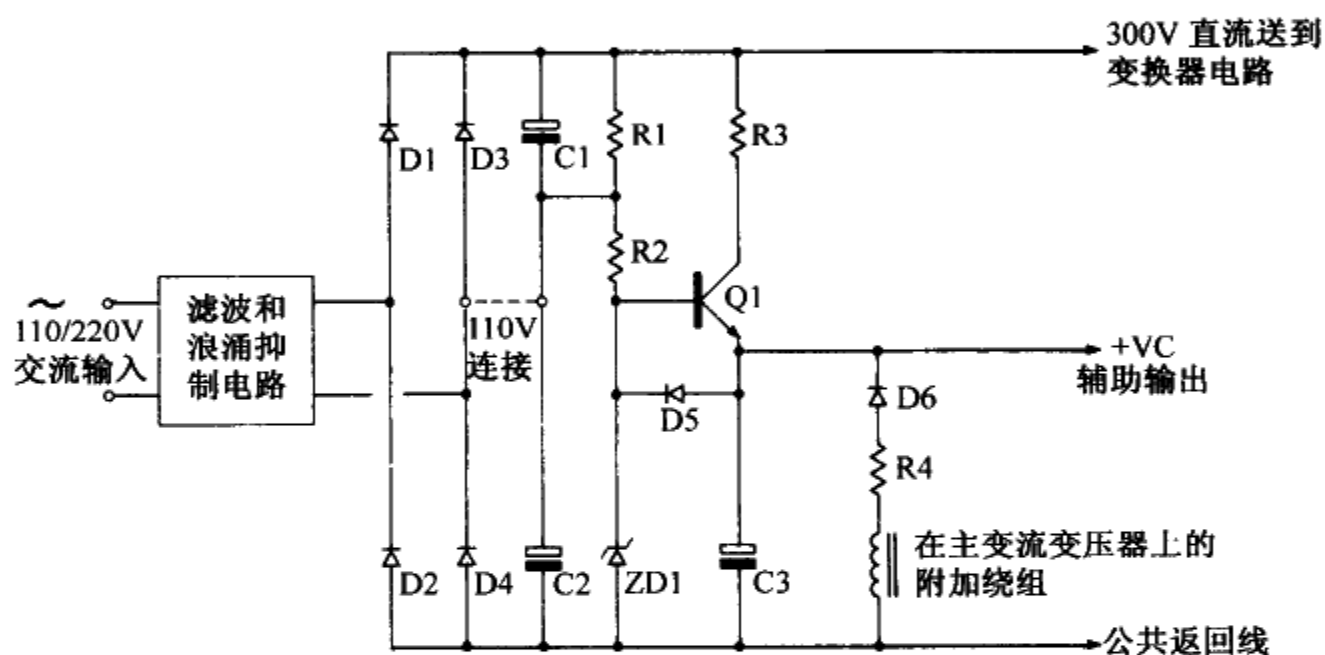 300V 直流送到
变换器电路
D1
D3
C1
R1
R3
R2
Q1
～
110/220V
交流输入
滤波和
浪涌抑
制电路
110V
连接
+VC
辅助输出
D5
D6
R4
D2
D4
C2
ZD1
C3
在主变流变压器上的
附加绕组
公共返回线